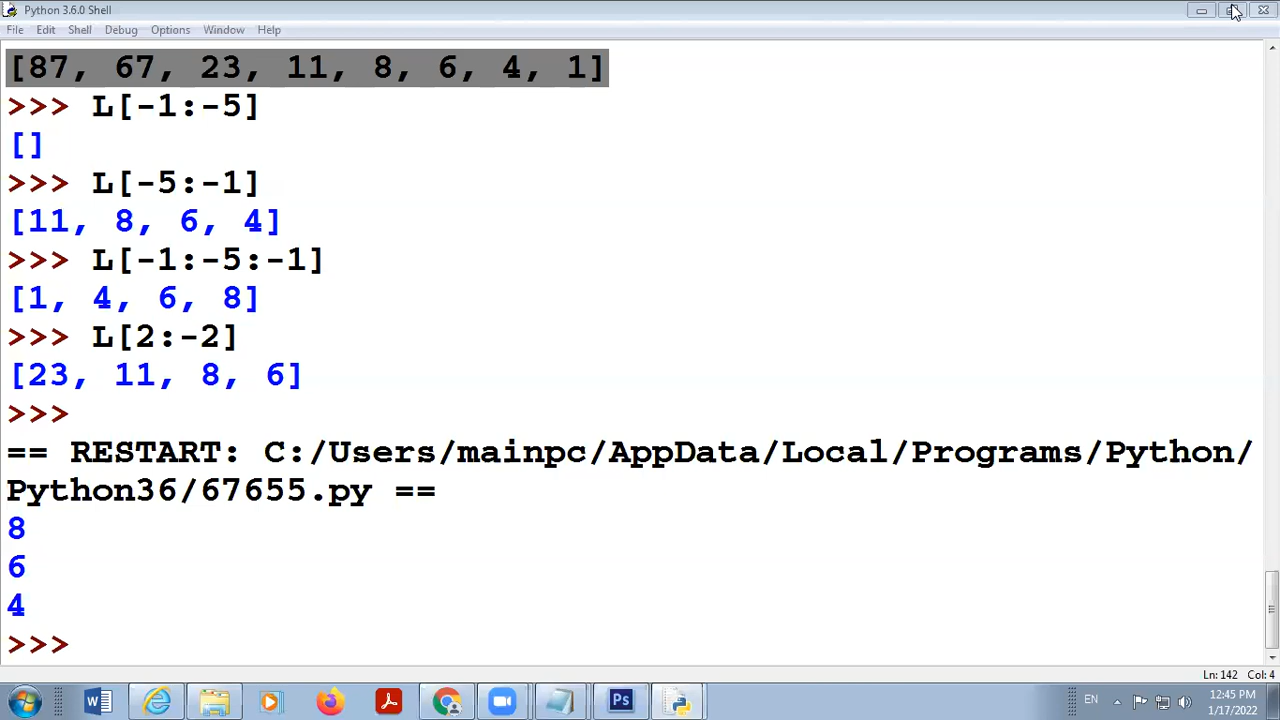 Python 3.6.0 Shell
File Edit Shell Debug Options Window Help
[87, 67, 23, 11, 8, 6, 4, 1]
>>> L[-1:-5]
[]
>>> L[-5:-1]
[11, 8, 6, 4]
>>> L[-1:-5:-1]
[1, 4, 6, 8]
>>> L[2:-2]
[23, 11, 8, 6]
>>>
== RESTART: C:/Users/mainpc/AppData/Local/Programs/Python/
Python36/67655.py ==
8
6
4
>>>
Ln: 142 Col: 4
Ps EN 12:45 PM
1/17/2022